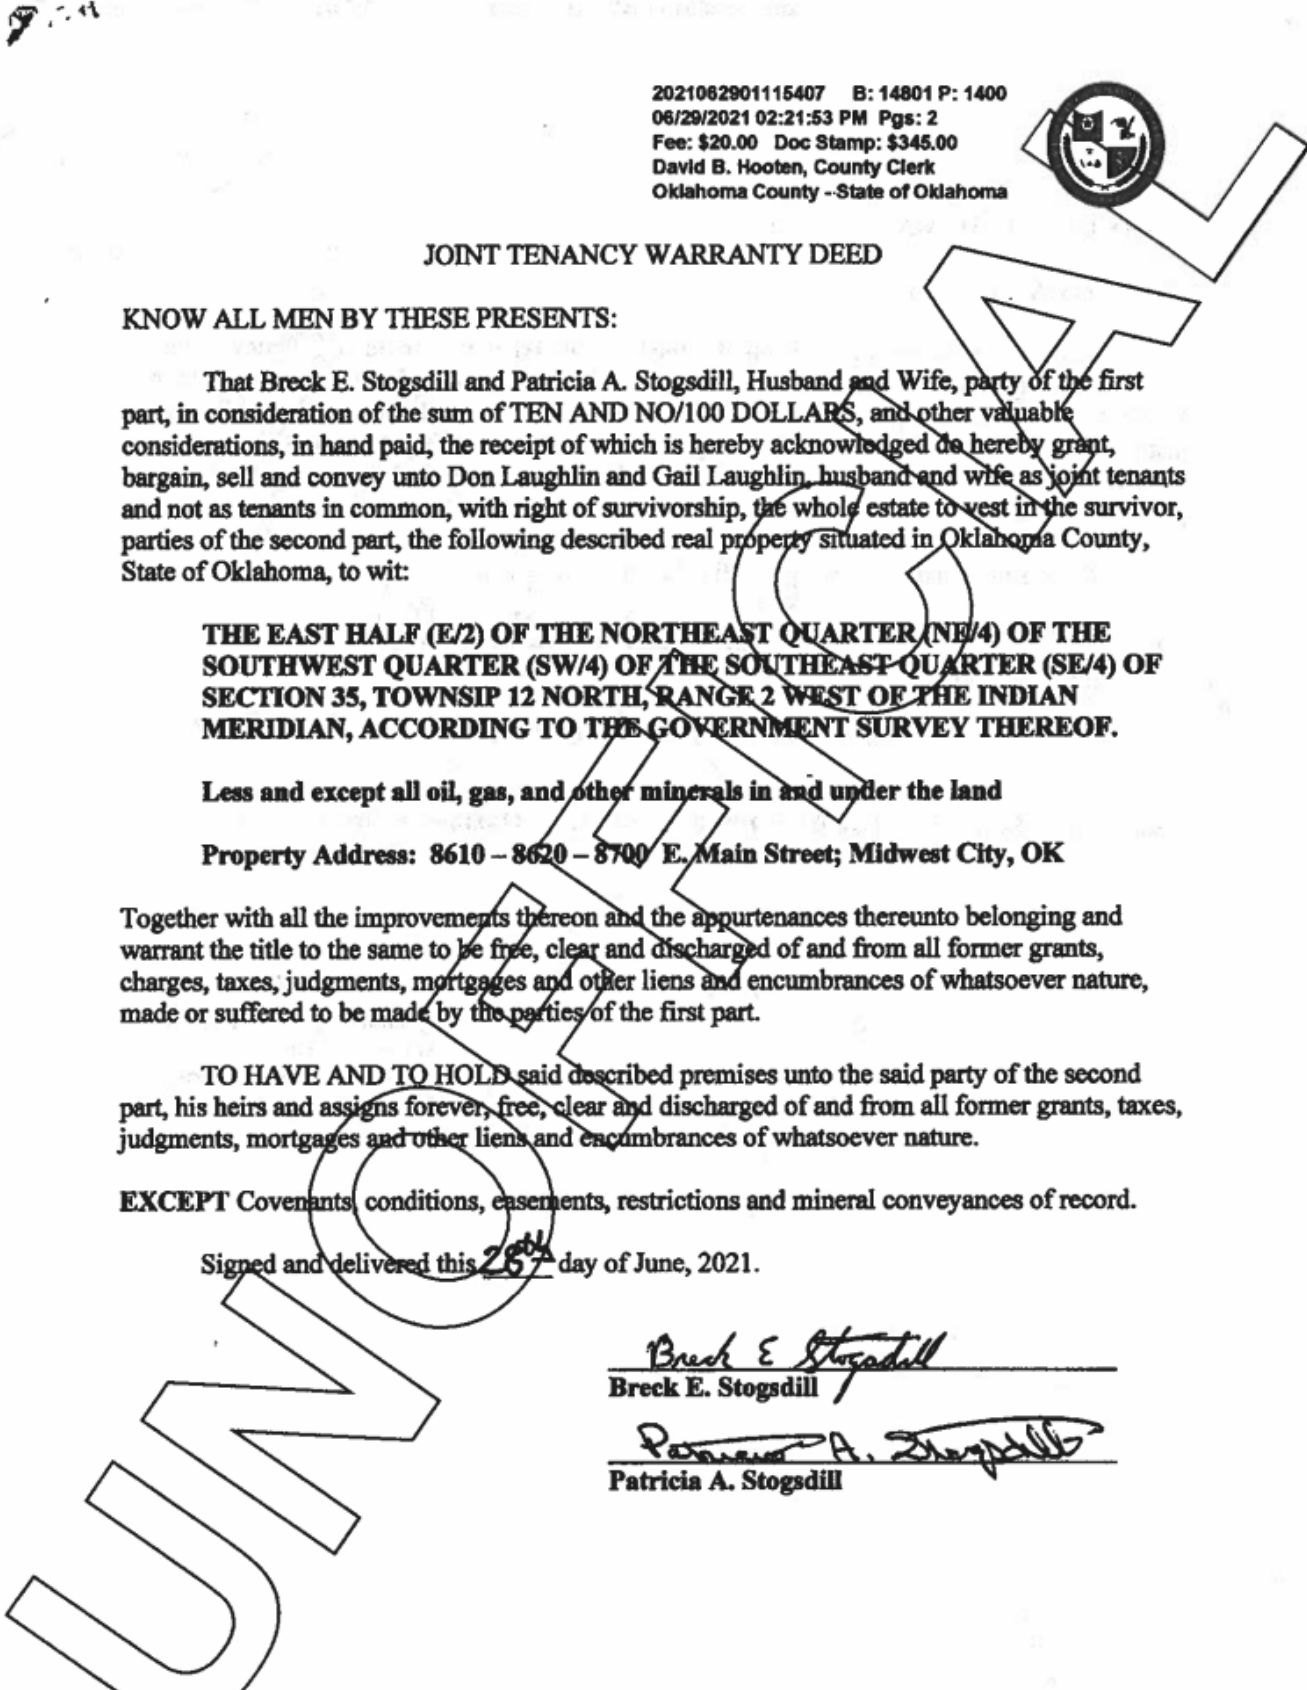 2021062901115407 B: 14801 P: 1400
06/29/2021 02:21:53 PM Pgs: 2
Fee: $20.00 Doc Stamp: $345.00
David B. Hooten, County Clerk
Oklahoma County - State of Oklahoma
JOINT TENANCY WARRANTY DEED
KNOW ALL MEN BY THESE PRESENTS:
That Breck E. Stogsdill and Patricia A. Stogsdill, Husband and Wife, party of the first
part, in consideration of the sum of TEN AND NO/100 DOLLARS, and other valuable
considerations, in hand paid, the receipt of which is hereby acknowledged do hereby grant,
bargain, sell and convey unto Don Laughlin and Gail Laughlin, husband and wife as joint tenants
and not as tenants in common, with right of survivorship, the whole estate to vest in the survivor,
parties of the second part, the following described real property situated in Oklahoma County,
State of Oklahoma, to wit:
THE EAST HALF (E/2) OF THE NORTHEAST QUARTER (NE/4) OF THE
SOUTHWEST QUARTER (SW/4) OF THE SOUTHEAST QUARTER (SE/4) OF
SECTION 35, TOWNSIP 12 NORTH, RANGE 2 WEST OF THE INDIAN
MERIDIAN, ACCORDING TO THE GOVERNMENT SURVEY THEREOF.
Less and except all oil, gas, and other minerals in and under the land
Property Address: 8610 – 8620 – 8700 E. Main Street; Midwest City, OK
Together with all the improvements thereon and the appurtenances thereunto belonging and
warrant the title to the same to be free, clear and discharged of and from all former grants,
charges, taxes, judgments, mortgages and other liens and encumbrances of whatsoever nature,
made or suffered to be made by the parties of the first part.
TO HAVE AND TO HOLD said described premises unto the said party of the second
part, his heirs and assigns forever, free, clear and discharged of and from all former grants, taxes,
judgments, mortgages and other liens and encumbrances of whatsoever nature.
EXCEPT Covenants, conditions, easements, restrictions and mineral conveyances of record.
Signed and delivered this 28th day of June, 2021.
Breck E Stogsdill
Breck E. Stogsdill
Patricia A. Stogsdill
Patricia A. Stogsdill
UNOFFICIAL